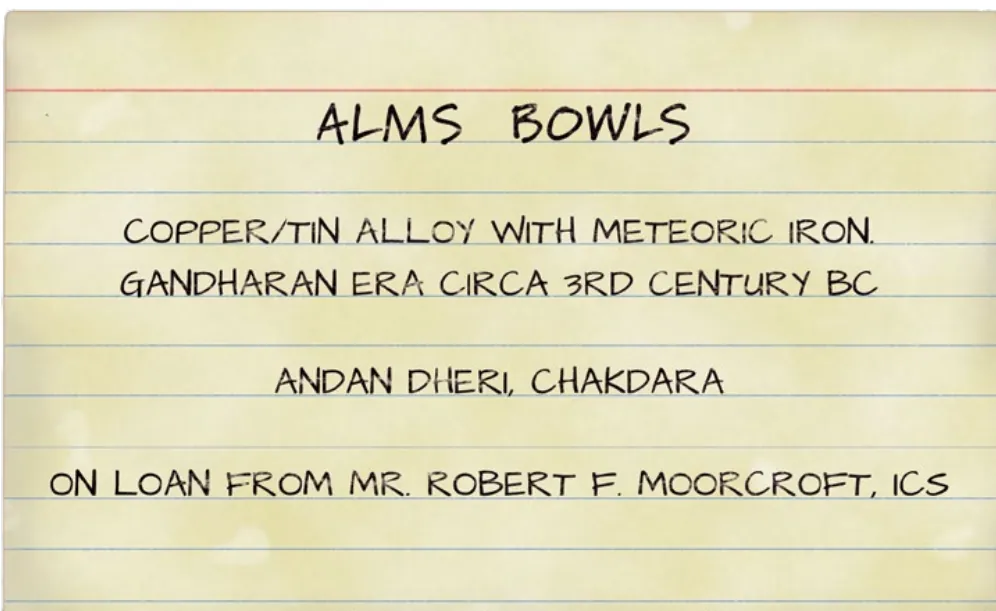 ALMS BOWLS
COPPER/TIN ALLOY WITH METEORIC IRON.
GANDHARAN ERA CIRCA 3RD CENTURY BC
ANDAN DHERI, CHAKDARA
ON LOAN FROM MR. ROBERT F. MOORCROFT, ICS